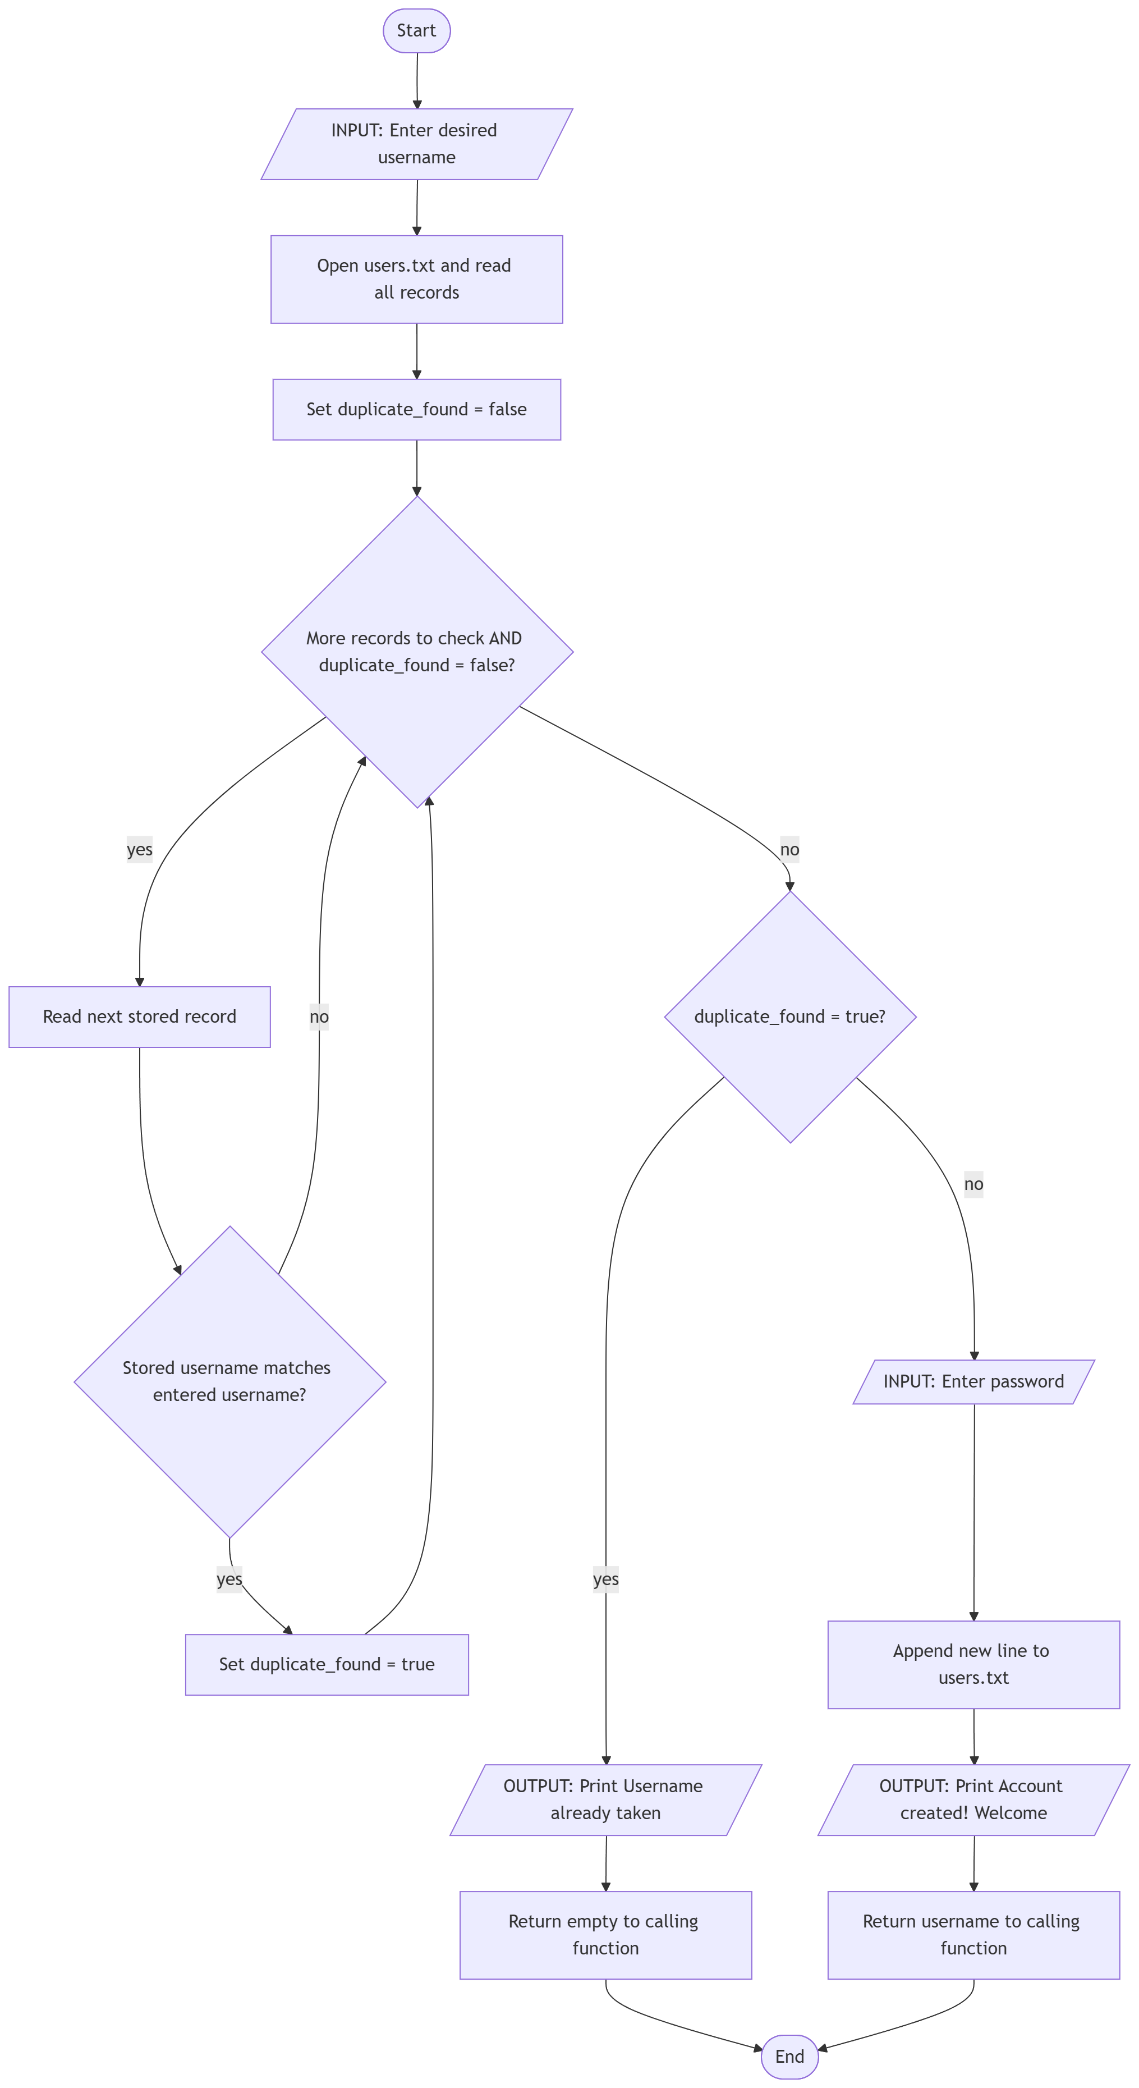 Start
INPUT: Enter desired
username
Open users.txt and read
all records
Set duplicate_found = false
More records to check AND
duplicate_found = false?
yes
no
Read next stored record
no
duplicate_found = true?
no
Stored username matches
entered username?
INPUT: Enter password
yes
yes
Set duplicate_found = true
Append new line to
users.txt
OUTPUT: Print Username
already taken
OUTPUT: Print Account
created! Welcome
Return empty to calling
function
Return username to calling
function
End